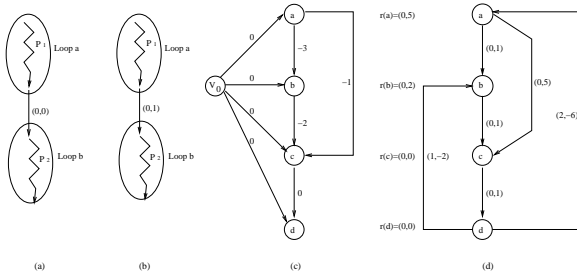 P 1
Loop a
(0,0)
P 2
Loop b
(a)
P 1
Loop a
(0,1)
P 2
Loop b
(b)
V 0
0
0
0
0
a
−3
−1
b
−2
c
0
d
(c)
r(a)=(0,5)
a
(0,1)
r(b)=(0,2)
b
(0,5)
(0,1)
(2,−6)
r(c)=(0,0)
(1,−2)
c
(0,1)
r(d)=(0,0)
d
(d)